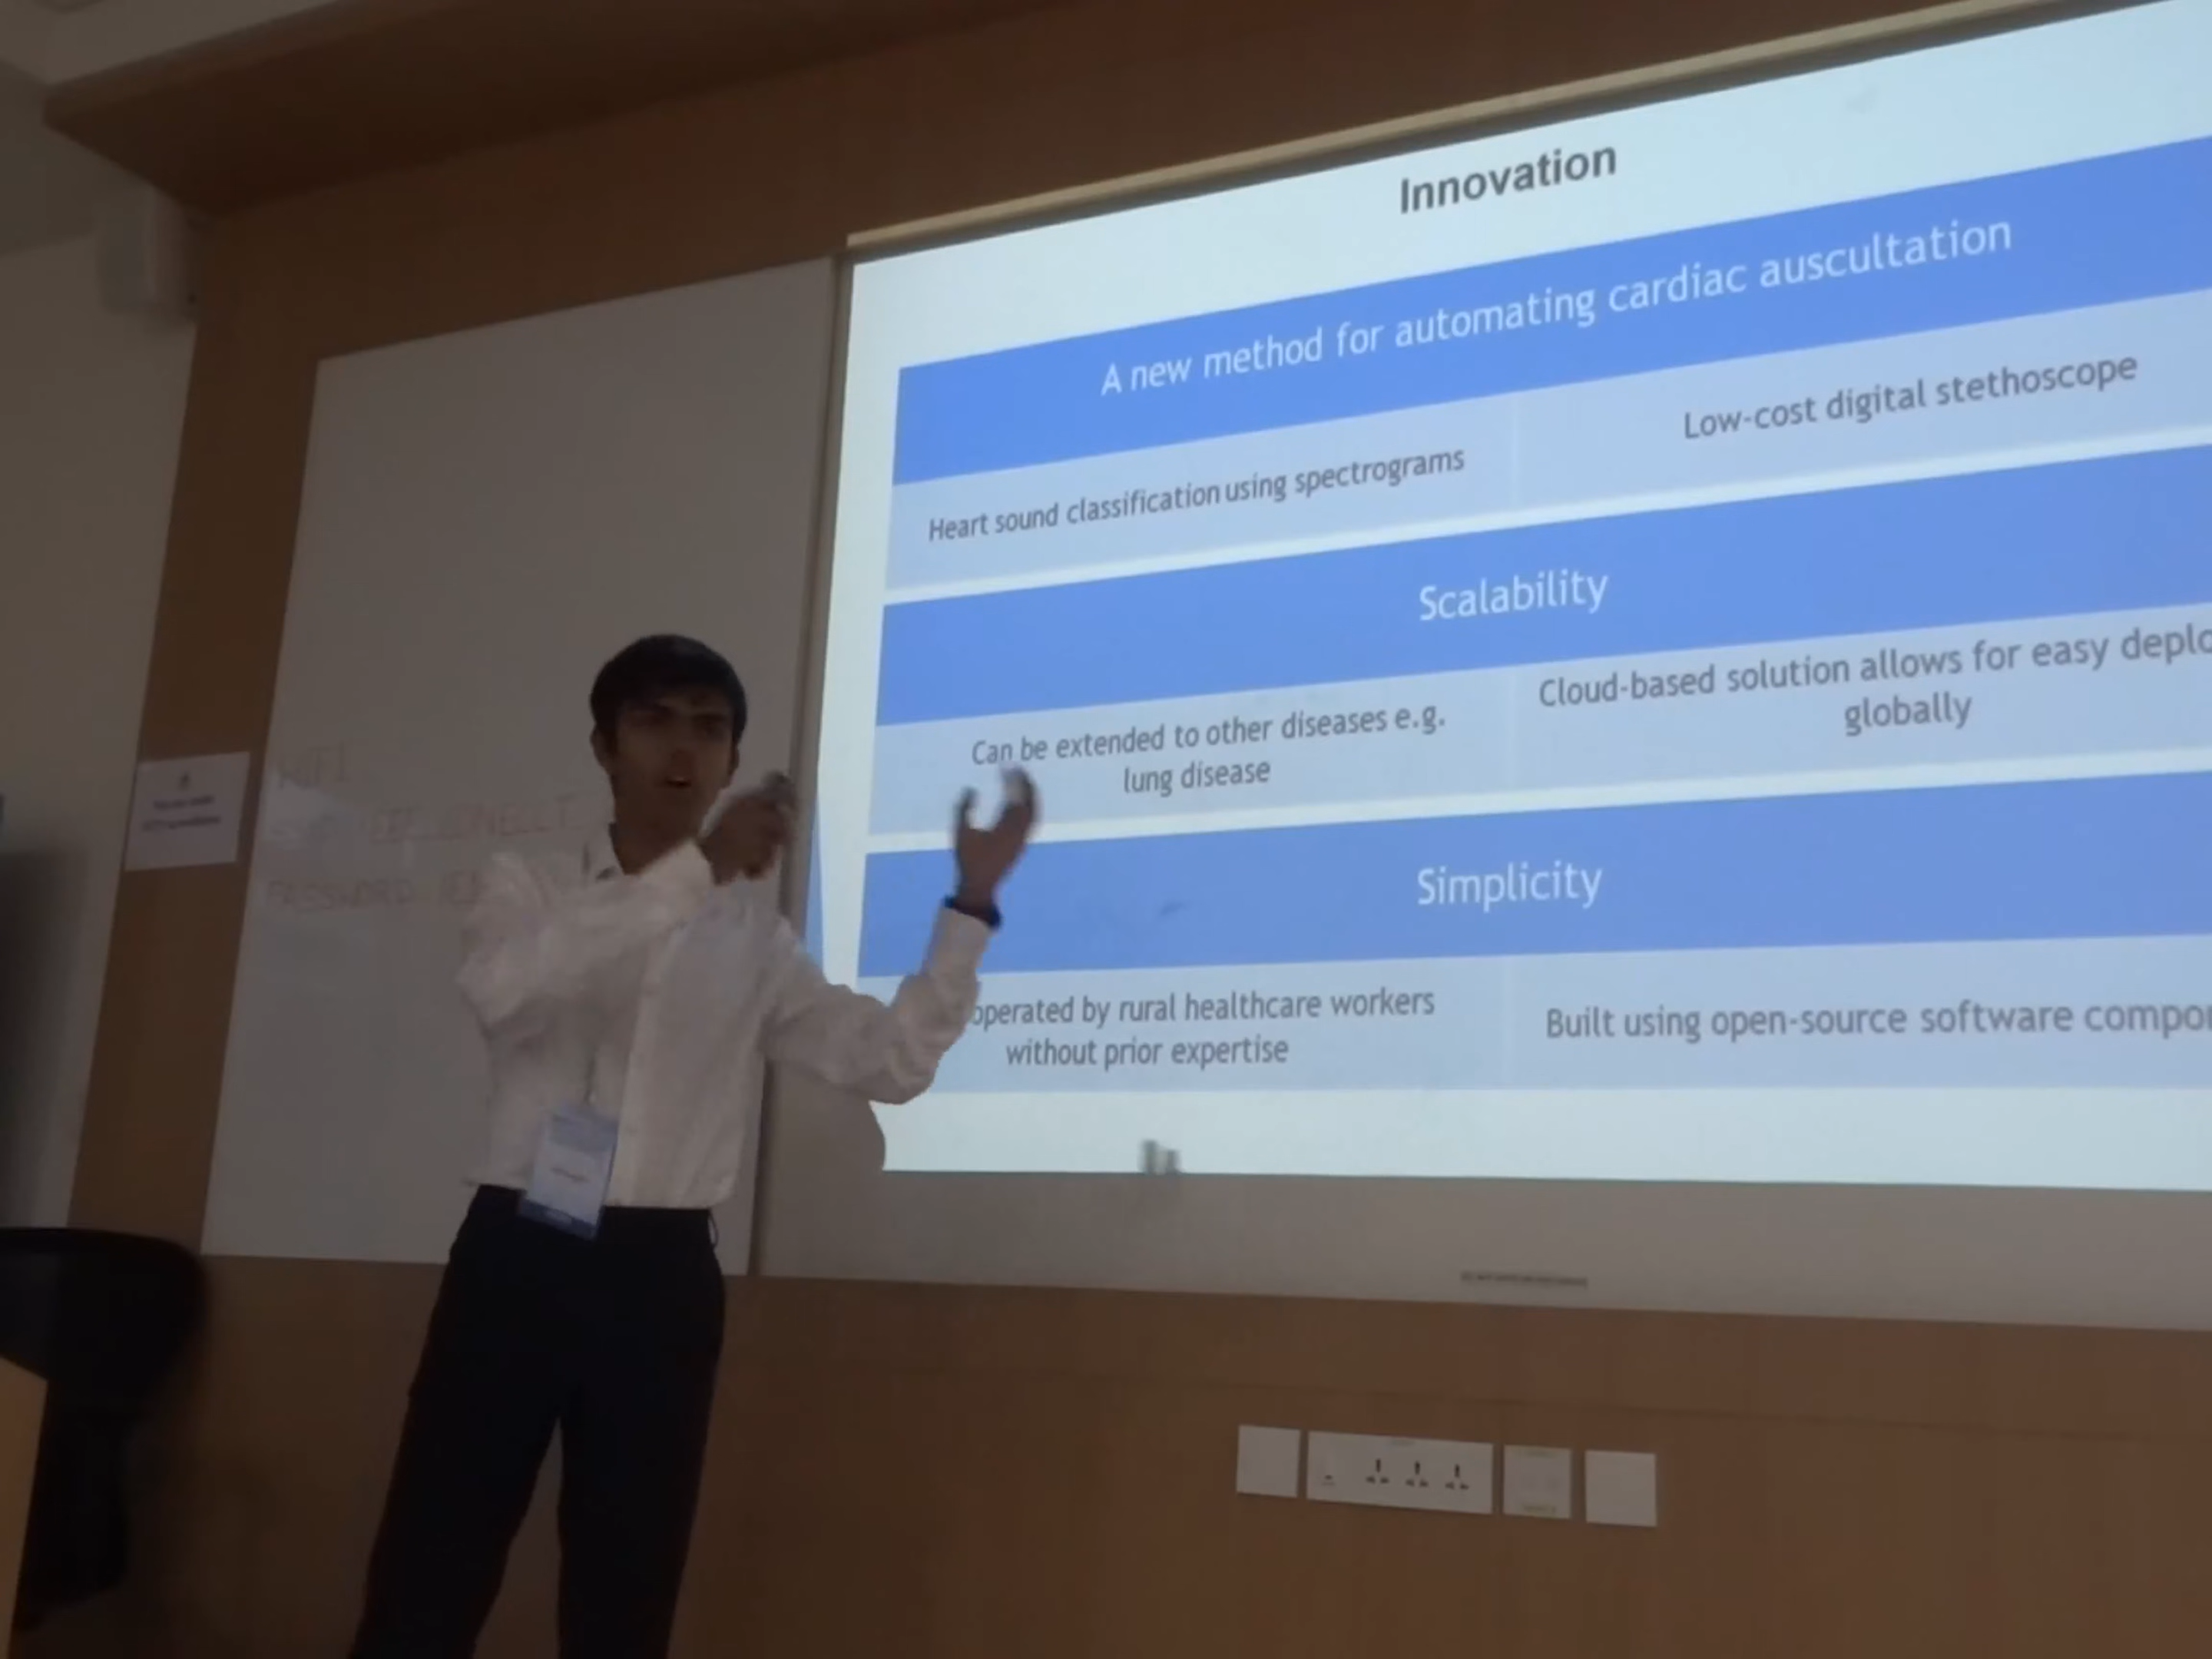 Innovation
A new method for automating cardiac auscultation
Heart sound classification using spectrograms
Low-cost digital stethoscope
Scalability
Can be extended to other diseases e.g.
lung disease
Cloud-based solution allows for easy deplo
globally
Simplicity
operated by rural healthcare workers
without prior expertise
Built using open-source software compo
WIFI
PASSWORD